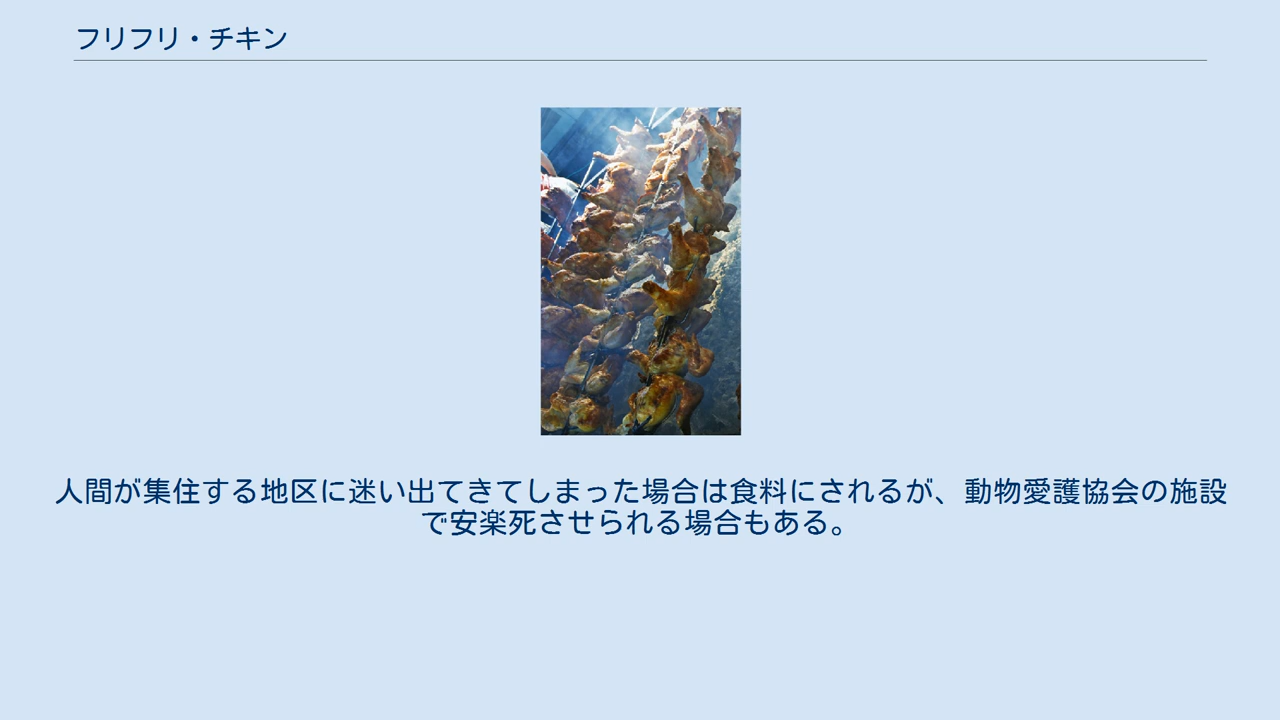 フリフリ・チキン
人間が集住する地区に迷い出てきてしまった場合は食料にされるが、動物愛護協会の施設
で安楽死させられる場合もある。